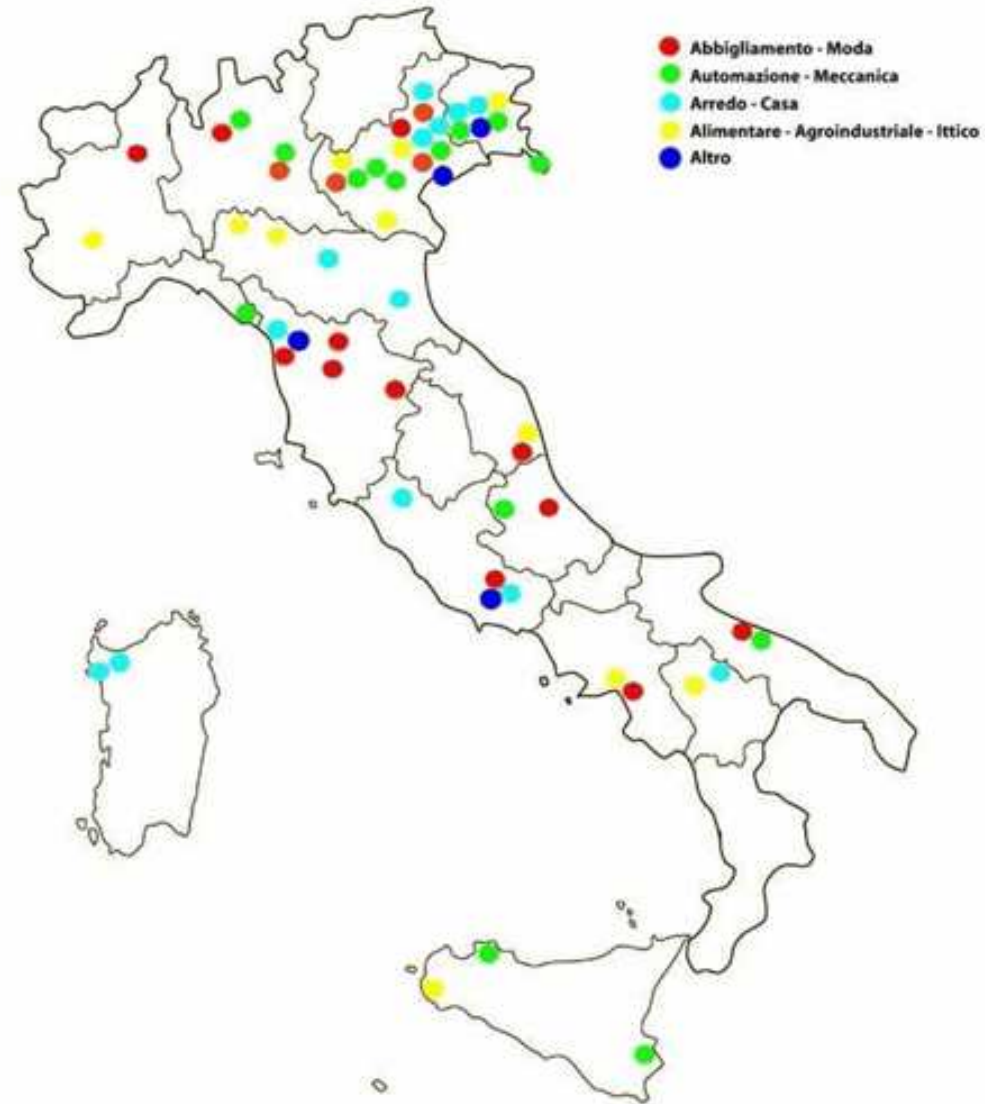 Abbigliamento - Moda
Automazione - Meccanica
Arredo - Casa
Alimentare - Agroindustriale - Ittico
Altro